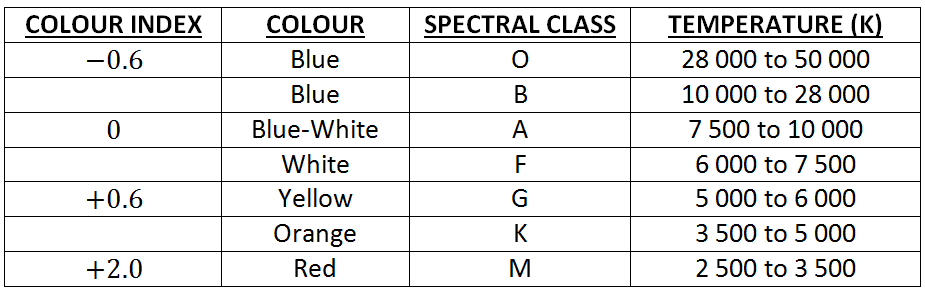 COLOUR INDEX COLOUR SPECTRAL CLASS TEMPERATURE (K)
−0.6 Blue O 28 000 to 50 000
Blue B 10 000 to 28 000
0 Blue-White A 7 500 to 10 000
White F 6 000 to 7 500
+0.6 Yellow G 5 000 to 6 000
Orange K 3 500 to 5 000
+2.0 Red M 2 500 to 3 500